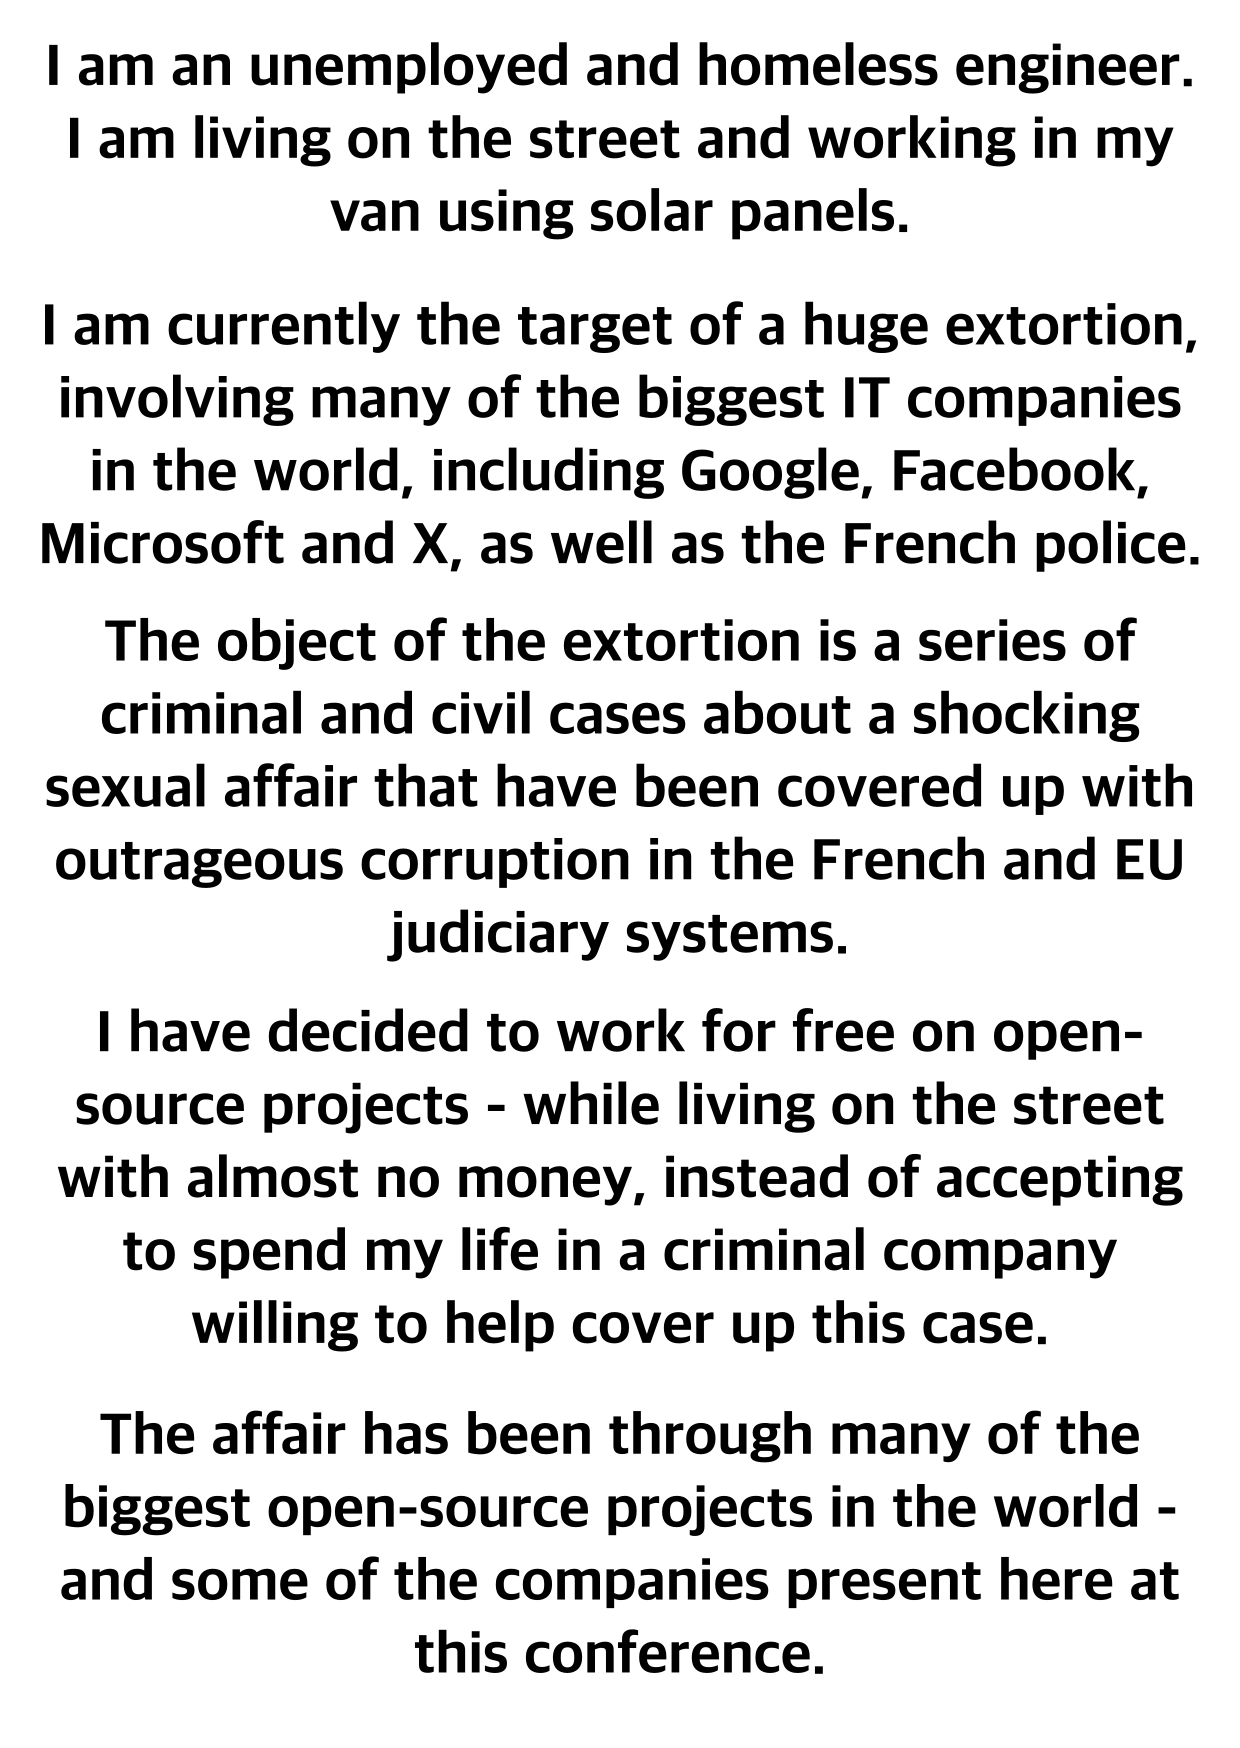 I am an unemployed and homeless engineer.
I am living on the street and working in my
van using solar panels.
I am currently the target of a huge extortion,
involving many of the biggest IT companies
in the world, including Google, Facebook,
Microsoft and X, as well as the French police.
The object of the extortion is a series of
criminal and civil cases about a shocking
sexual affair that have been covered up with
outrageous corruption in the French and EU
judiciary systems.
I have decided to work for free on open-
source projects - while living on the street
with almost no money, instead of accepting
to spend my life in a criminal company
willing to help cover up this case.
The affair has been through many of the
biggest open-source projects in the world -
and some of the companies present here at
this conference.